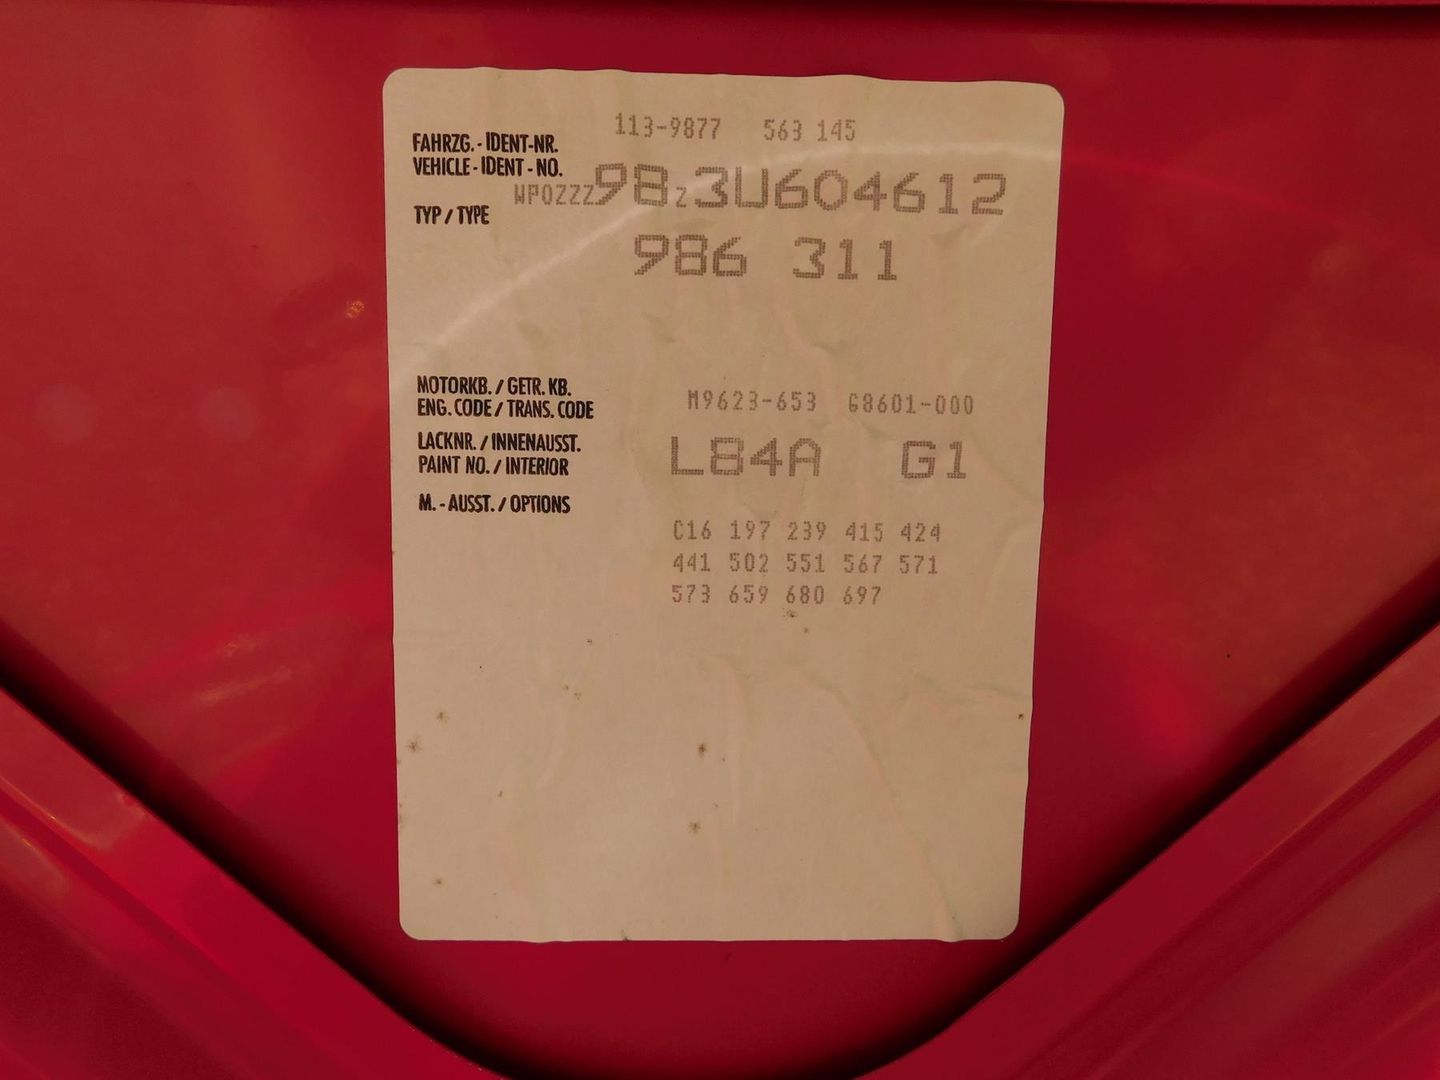 113-9877 563 145
FAHRZG.-IDENT-NR.
VEHICLE-IDENT-NO.
WP0ZZZ98Z3U604612
TYP / TYPE
986 311
MOTORKB. / GETR. KB.
ENG. CODE / TRANS. CODE
M9623-653 G8601-000
LACKNR. / INNENAUSST.
PAINT NO. / INTERIOR
L84A G1
M.-AUSST. / OPTIONS
C16 197 239 415 424
441 502 551 567 571
573 659 680 697